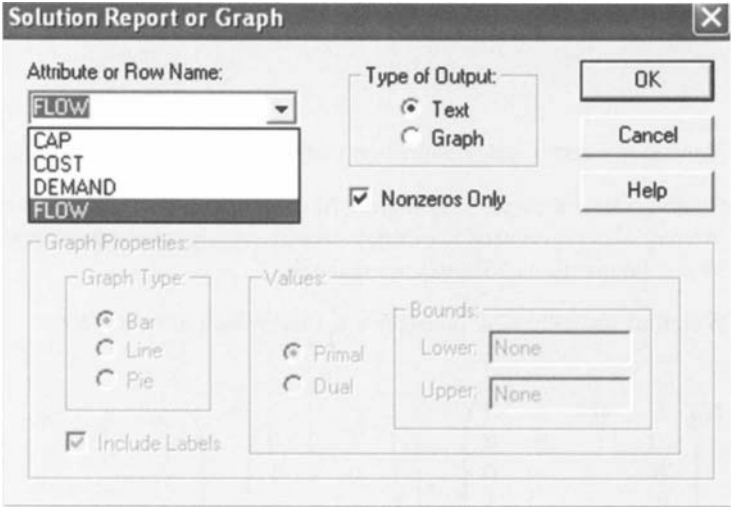 Solution Report or Graph
Attribute or Row Name:
FLOW
CAP
COST
DEMAND
FLOW
Type of Output:
Text
Graph
Nonzeros Only
OK
Cancel
Help
Graph Properties:
Graph Type:
Bar
Line
Pie
Include Labels
Values:
Primal
Dual
Bounds:
Lower: None
Upper: None